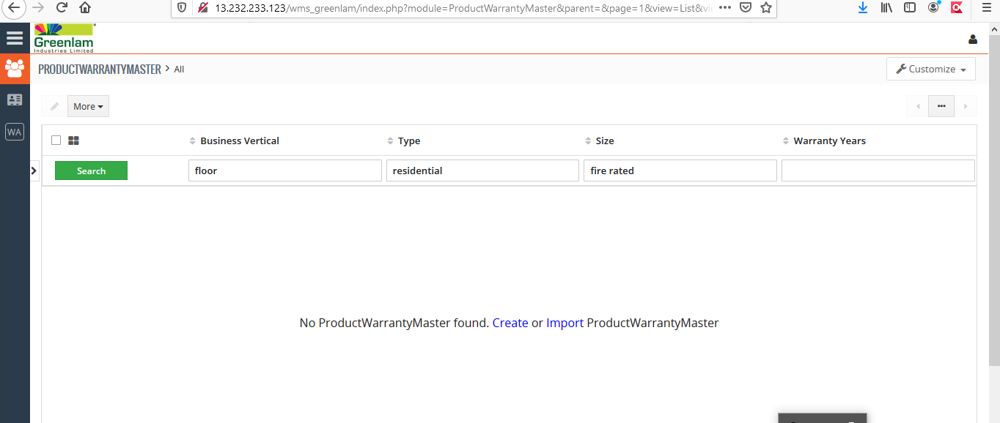 13.232.233.123/wms_greenlam/index.php?module=ProductWarrantyMaster&parent=&page=1&view=List&vi
Greenlam
Industries Limited
PRODUCTWARRANTYMASTER > All
Customize
More
WA
Business Vertical Type Size Warranty Years
Search floor residential fire rated
No ProductWarrantyMaster found. Create or Import ProductWarrantyMaster